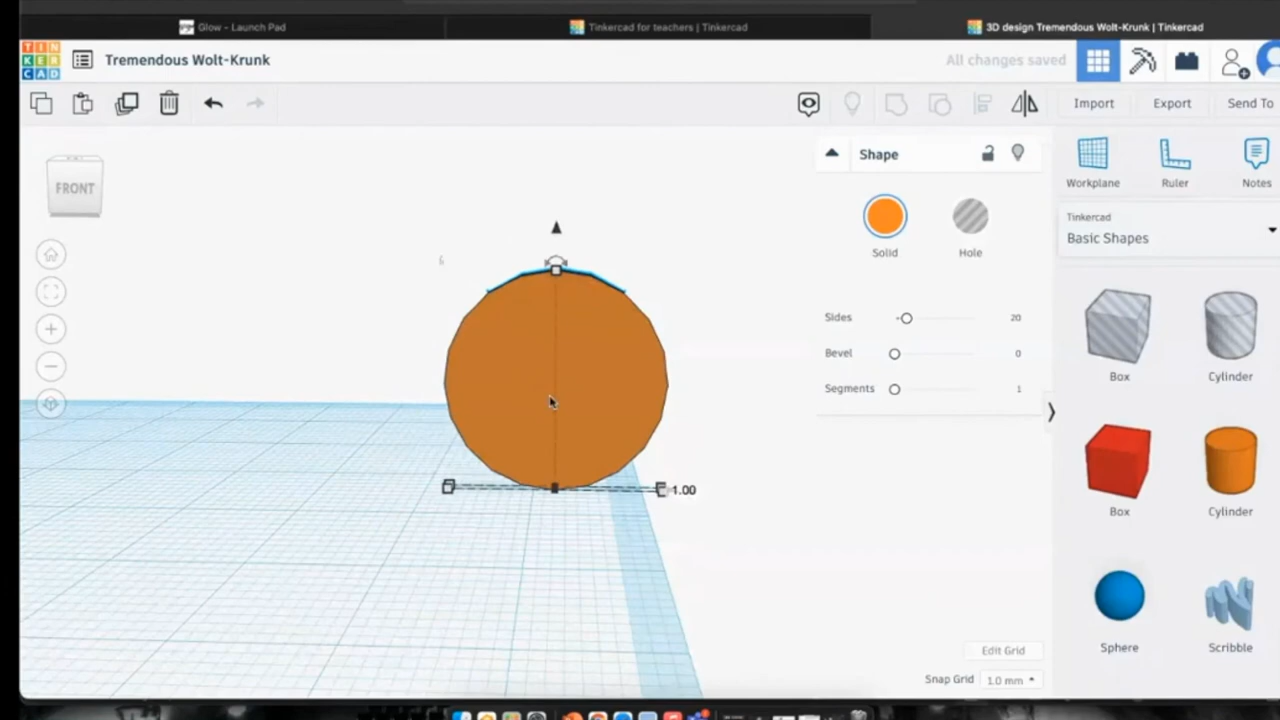 Glow - Launch Pad
Tinkercad for teachers | Tinkercad
3D design Tremendous Wolt-Krunk | Tinkercad
TIN
KER
CAD
Tremendous Wolt-Krunk
All changes saved
Import
Export
Send To
FRONT
Shape
Solid
Hole
Sides
20
Bevel
0
Segments
1
1.00
Workplane
Ruler
Notes
Tinkercad
Basic Shapes
Box
Cylinder
Box
Cylinder
Sphere
Scribble
Edit Grid
Snap Grid
1.0 mm